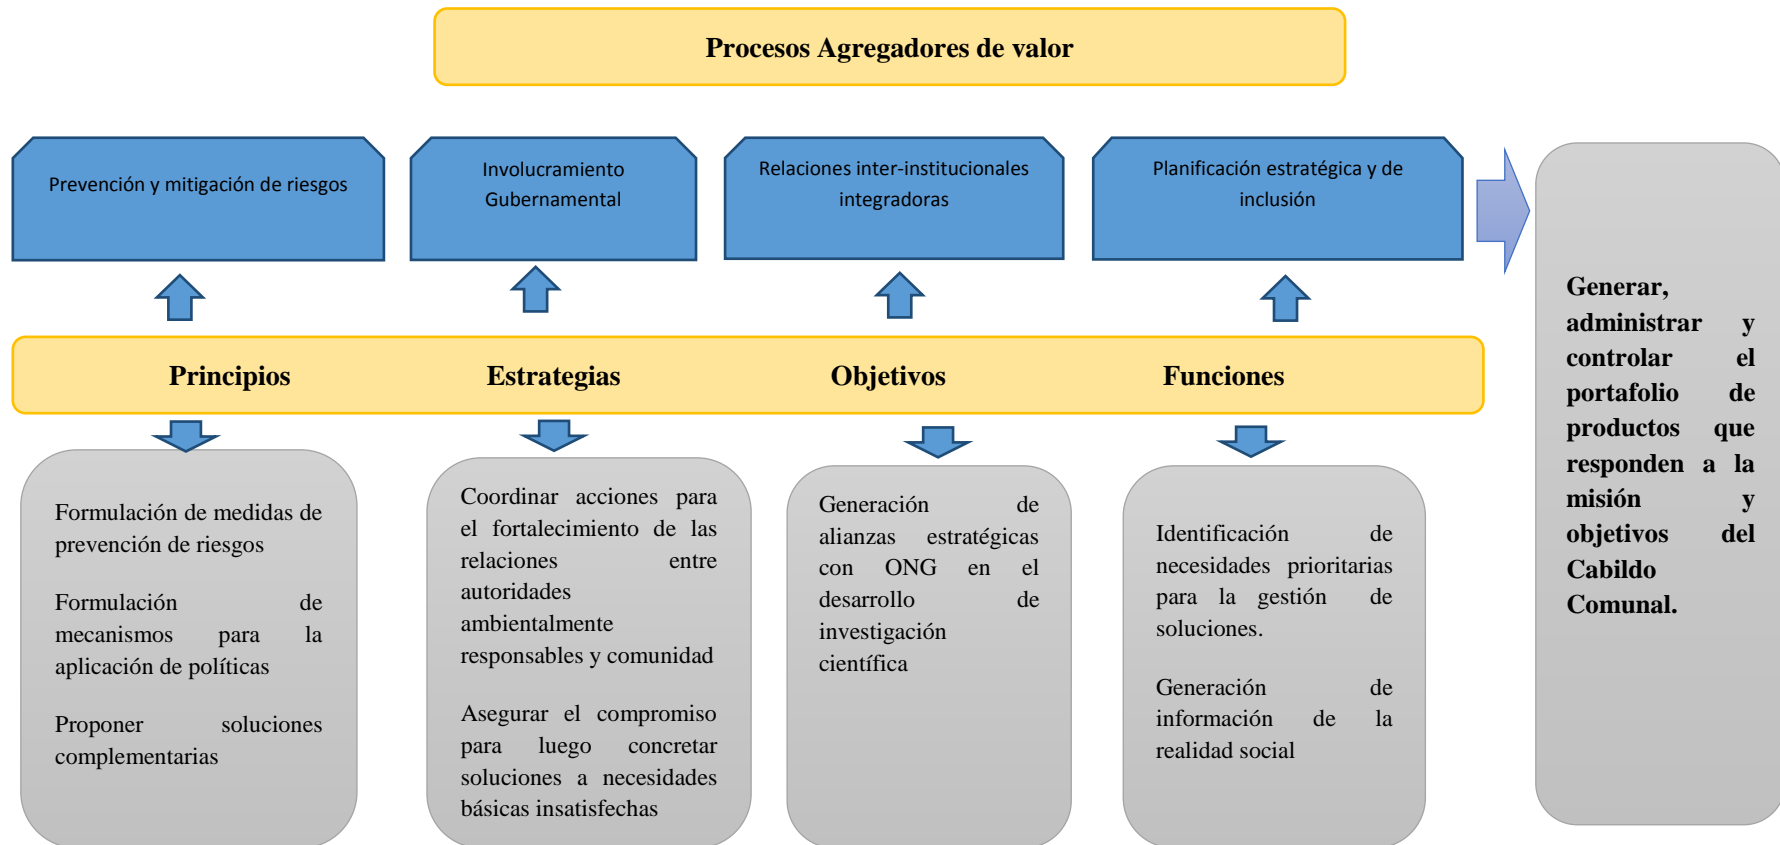 Procesos Agregadores de valor
Prevención y mitigación de riesgos
Involucramiento
Gubernamental
Relaciones inter-institucionales
integradoras
Planificación estratégica y de
inclusión
Principios
Estrategias
Objetivos
Funciones
Formulación de medidas de
prevención de riesgos
Formulación de
mecanismos para la
aplicación de políticas
Proponer soluciones
complementarias
Coordinar acciones para
el fortalecimiento de las
relaciones entre
autoridades
ambientalmente
responsables y comunidad
Asegurar el compromiso
para luego concretar
soluciones a necesidades
básicas insatisfechas
Generación de
alianzas estratégicas
con ONG en el
desarrollo de
investigación
científica
Identificación de
necesidades prioritarias
para la gestión de
soluciones.
Generación de
información de la
realidad social
Generar,
administrar y
controlar el
portafolio de
productos que
responden a la
misión y
objetivos del
Cabildo
Comunal.